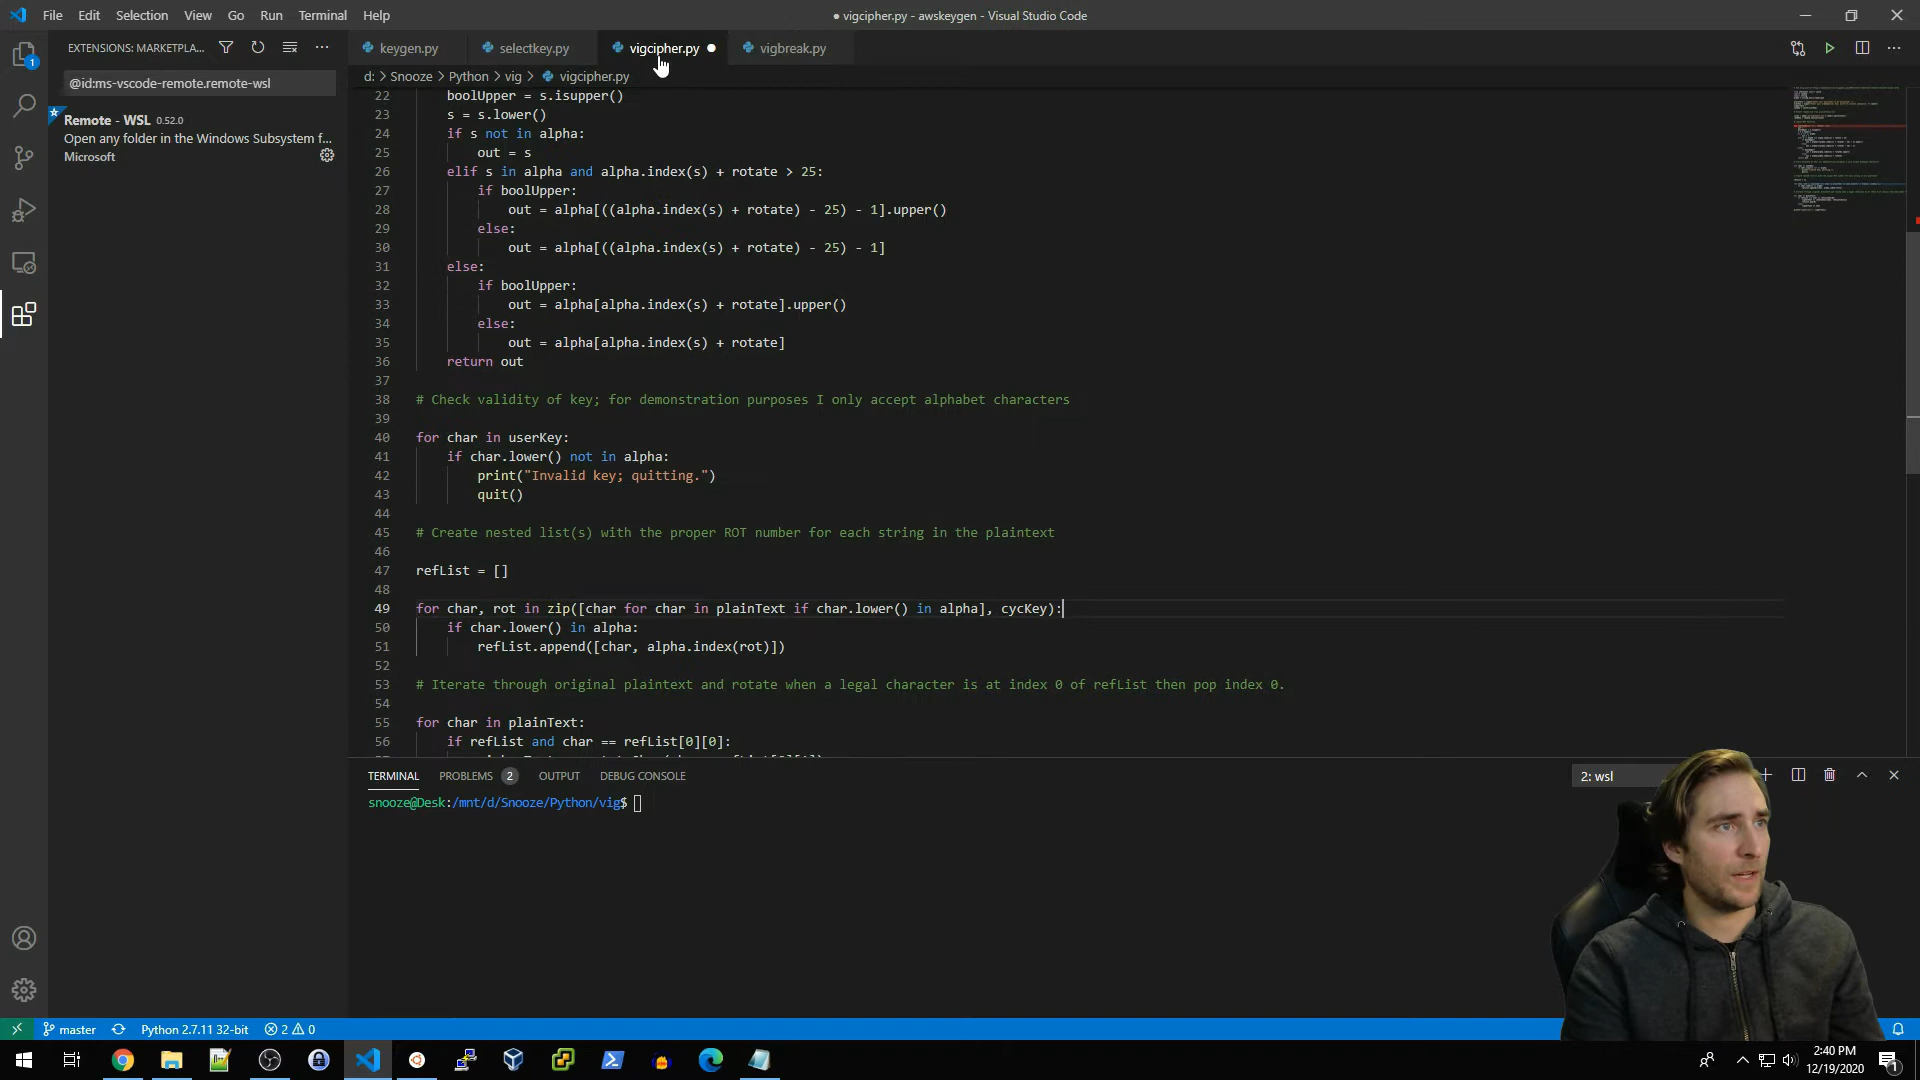 File Edit Selection View Go Run Terminal Help
● vigcipher.py - awskeygen - Visual Studio Code
EXTENSIONS: MARKETPLA...
keygen.py
selectkey.py
vigcipher.py
vigbreak.py
d: > Snooze > Python > vig > vigcipher.py
@id:ms-vscode-remote.remote-wsl
Remote - WSL 0.52.0
Open any folder in the Windows Subsystem f...
Microsoft
1
22 boolUpper = s.isupper()
23 s = s.lower()
24 if s not in alpha:
25 out = s
26 elif s in alpha and alpha.index(s) + rotate > 25:
27 if boolUpper:
28 out = alpha[((alpha.index(s) + rotate) - 25) - 1].upper()
29 else:
30 out = alpha[((alpha.index(s) + rotate) - 25) - 1]
31 else:
32 if boolUpper:
33 out = alpha[alpha.index(s) + rotate].upper()
34 else:
35 out = alpha[alpha.index(s) + rotate]
36 return out
37
38 # Check validity of key; for demonstration purposes I only accept alphabet characters
39
40 for char in userKey:
41 if char.lower() not in alpha:
42 print("Invalid key; quitting.")
43 quit()
44
45 # Create nested list(s) with the proper ROT number for each string in the plaintext
46
47 refList = []
48
49 for char, rot in zip([char for char in plainText if char.lower() in alpha], cycKey):
50 if char.lower() in alpha:
51 refList.append([char, alpha.index(rot)])
52
53 # Iterate through original plaintext and rotate when a legal character is at index 0 of refList then pop index 0.
54
55 for char in plainText:
56 if refList and char == refList[0][0]:
TERMINAL PROBLEMS 2 OUTPUT DEBUG CONSOLE
2: wsl
snooze@Desk:/mnt/d/Snooze/Python/vig$
master
Python 2.7.11 32-bit
2 0
2:40 PM
12/19/2020
1